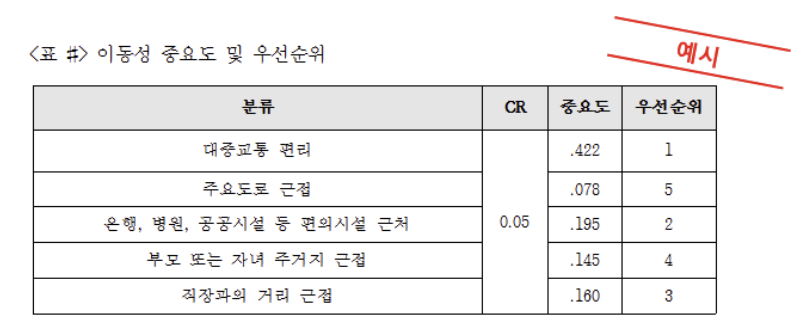 <표 #> 이동성 중요도 및 우선순위
예시
분류 CR 중요도 우선순위
대중교통 편리 .422 1
주요도로 근접 .078 5
은행, 병원, 공공시설 등 편의시설 근처 0.05 .195 2
부모 또는 자녀 주거지 근접 .145 4
직장과의 거리 근접 .160 3